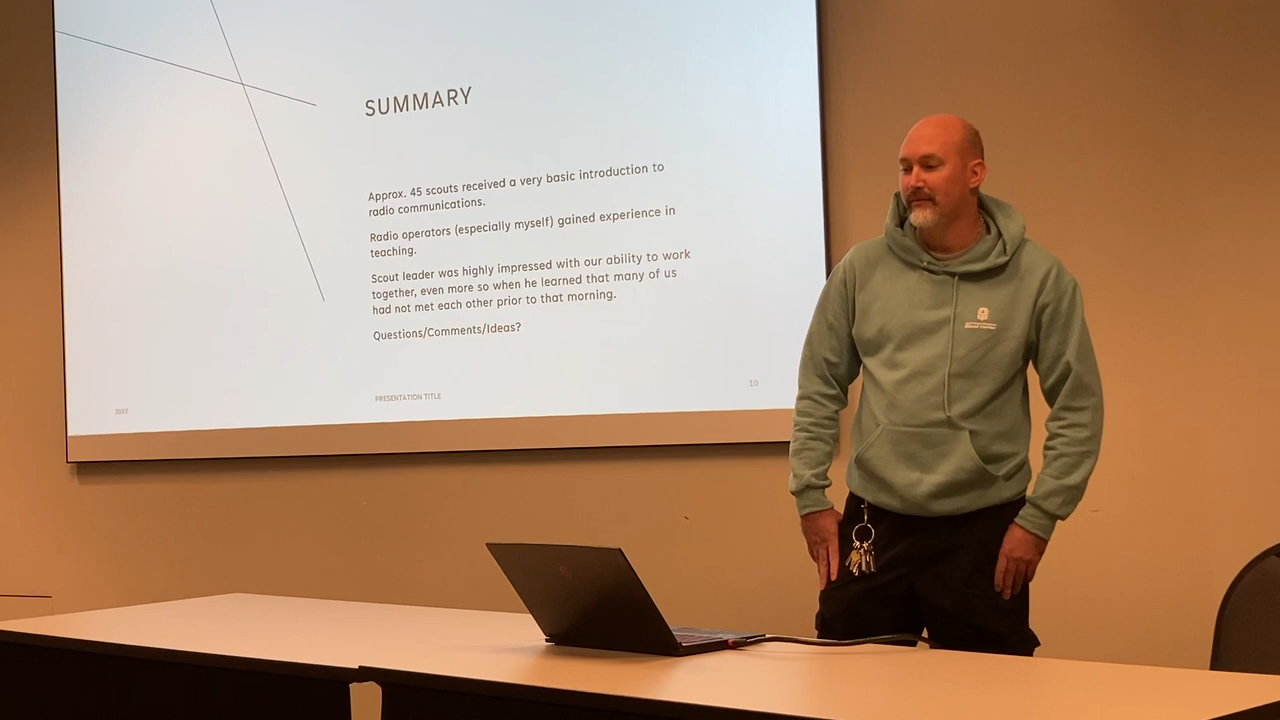 SUMMARY
Approx. 45 scouts received a very basic introduction to
radio communications.
Radio operators (especially myself) gained experience in
teaching.
Scout leader was highly impressed with our ability to work
together, even more so when he learned that many of us
had not met each other prior to that morning.
Questions/Comments/Ideas?
20XX
PRESENTATION TITLE
10